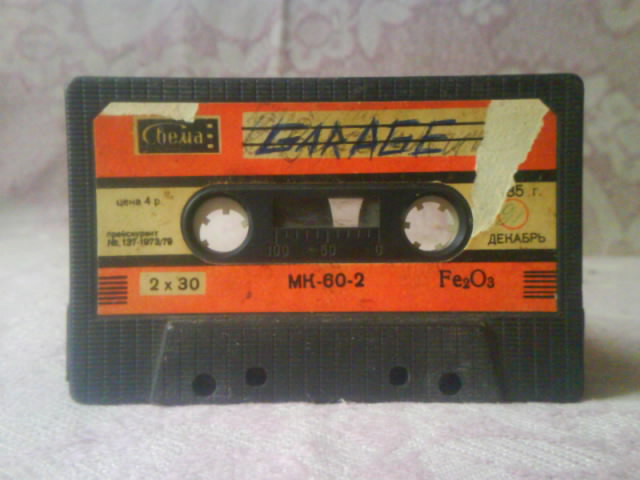 Свема
GARAGE
цена 4 р.
прейскурант
№ 137-1973/79
85 г.
ДЕКАБРЬ
100 50 0
2 x 30
МК-60-2
Fe₂O₃